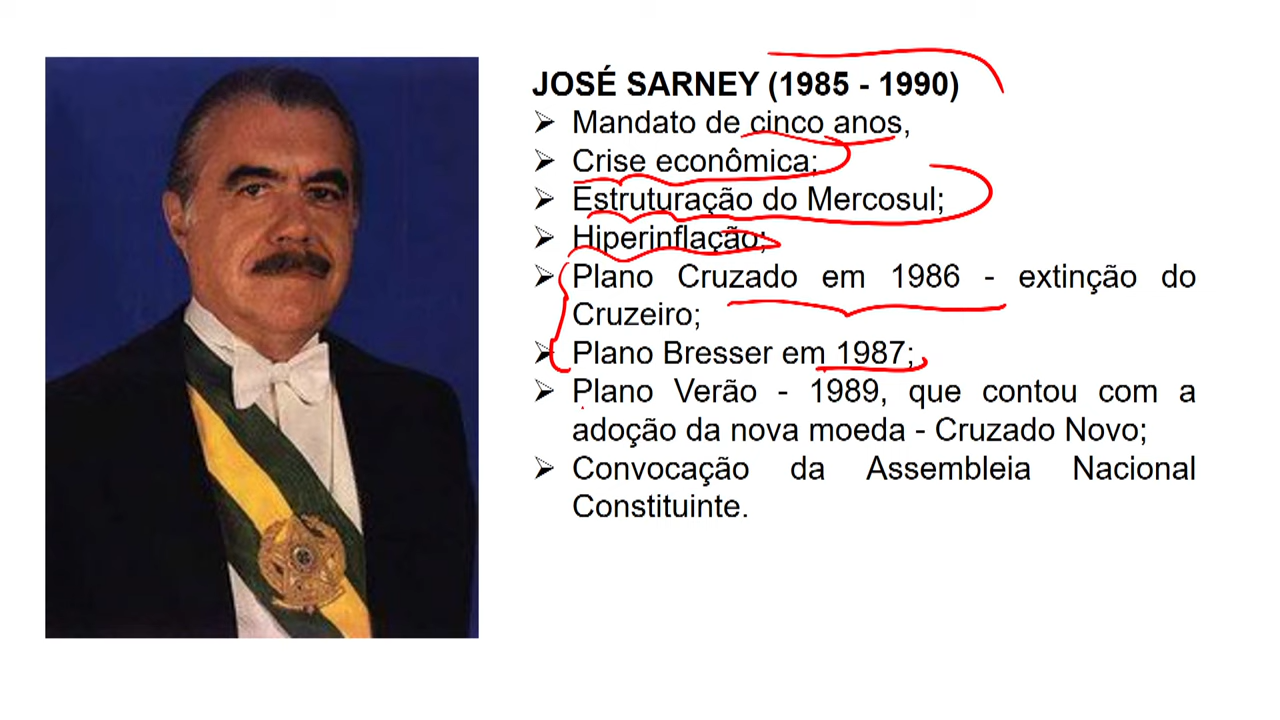 JOSÉ SARNEY (1985 - 1990)
➢ Mandato de cinco anos,
➢ Crise econômica;
➢ Estruturação do Mercosul;
➢ Hiperinflação;
➢ Plano Cruzado em 1986 - extinção do
Cruzeiro;
➢ Plano Bresser em 1987;
➢ Plano Verão - 1989, que contou com a
adoção da nova moeda - Cruzado Novo;
➢ Convocação da Assembleia Nacional
Constituinte.